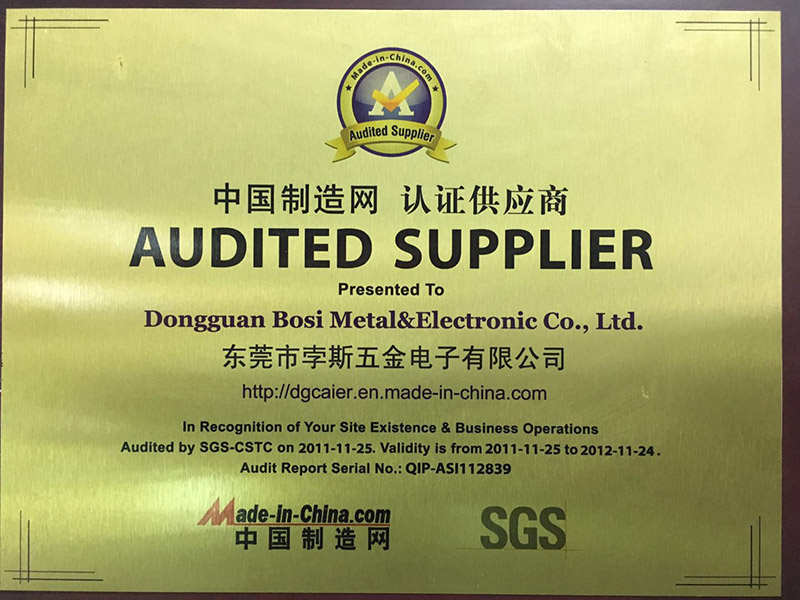 Made-in-China.com
A
Audited Supplier
中国制造网 认证供应商
AUDITED SUPPLIER
Presented To
Dongguan Bosi Metal&Electronic Co., Ltd.
东莞市孛斯五金电子有限公司
http://dgcaier.en.made-in-china.com
In Recognition of Your Site Existence & Business Operations
Audited by SGS-CSTC on 2011-11-25. Validity is from 2011-11-25 to 2012-11-24.
Audit Report Serial No.: QIP-ASI112839
Made-in-China.com
中国制造网
SGS